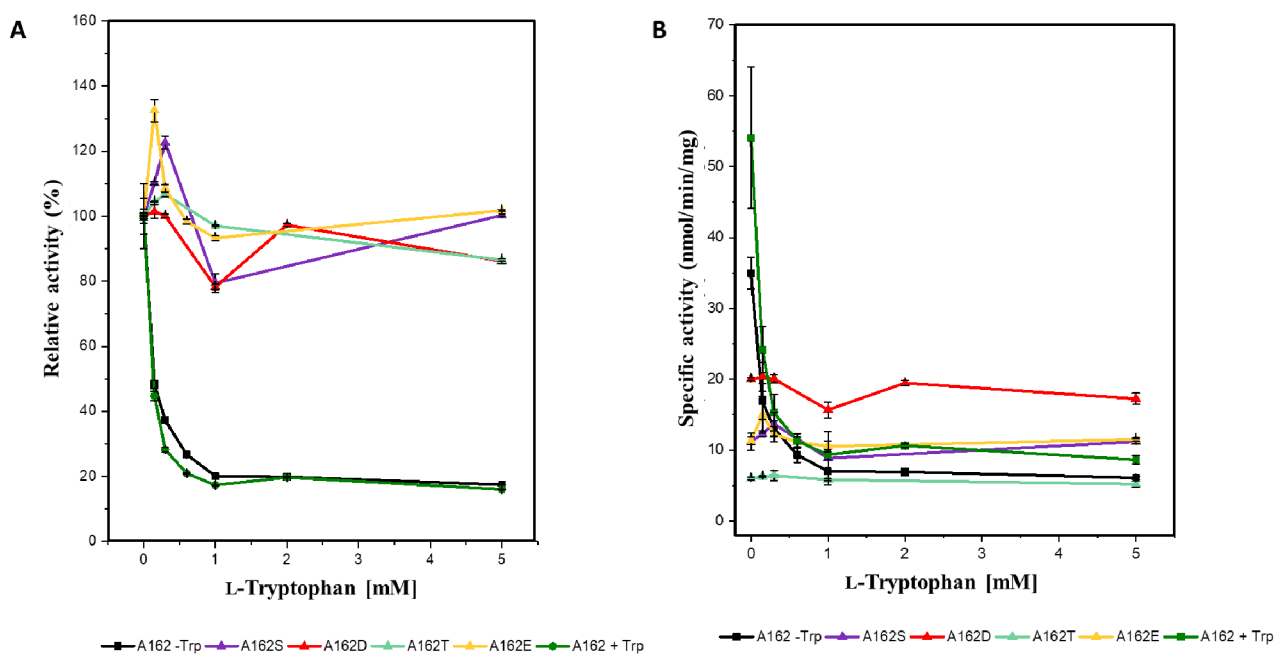 A
Relative activity (%)
160
140
120
100
80
60
40
20
0
0 1 2 3 4 5
L-Tryptophan [mM]
A162 -Trp A162S A162D A162T A162E A162 + Trp
B
Specific activity (nmol/min/mg)
70
60
50
40
30
20
10
0
0 1 2 3 4 5
L-Tryptophan [mM]
A162 -Trp A162S A162D A162T A162E A162 + Trp